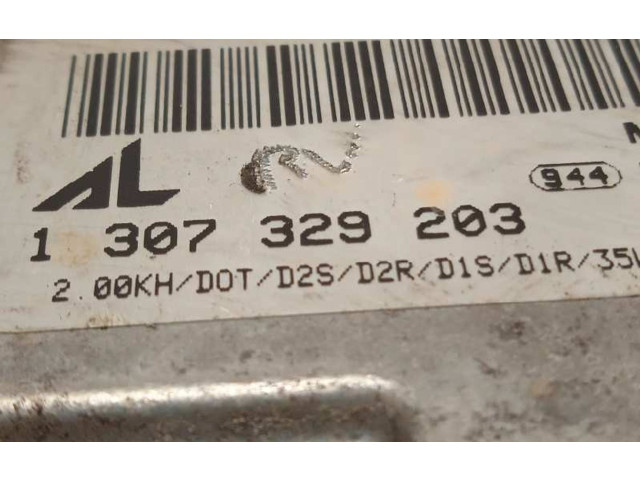 AL
944
1 307 329 203
2.00KH/DOT/D2S/D2R/D1S/D1R/35